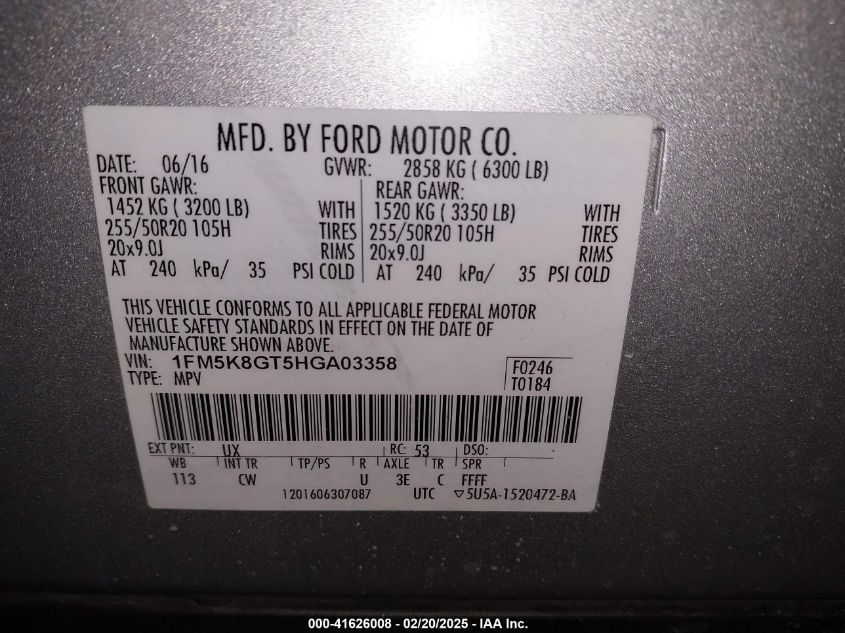 MFD. BY FORD MOTOR CO.
DATE: 06/16 GVWR: 2858 KG ( 6300 LB)
FRONT GAWR: REAR GAWR:
1452 KG ( 3200 LB) WITH 1520 KG ( 3350 LB) WITH
255/50R20 105H TIRES 255/50R20 105H TIRES
20x9.0J RIMS 20x9.0J RIMS
AT 240 kPa/ 35 PSI COLD AT 240 kPa/ 35 PSI COLD
THIS VEHICLE CONFORMS TO ALL APPLICABLE FEDERAL MOTOR
VEHICLE SAFETY STANDARDS IN EFFECT ON THE DATE OF
MANUFACTURE SHOWN ABOVE.
VIN: 1FM5K8GT5HGA03358 F0246
TYPE: MPV T0184
EXT PNT: UX RC: 53 DSO:
WB INT TR TP/PS R AXLE TR SPR
113 CW U 3E C FFFF
1201606307087 UTC ▽5U5A-1520472-BA
000-41626008 - 02/20/2025 - IAA Inc.